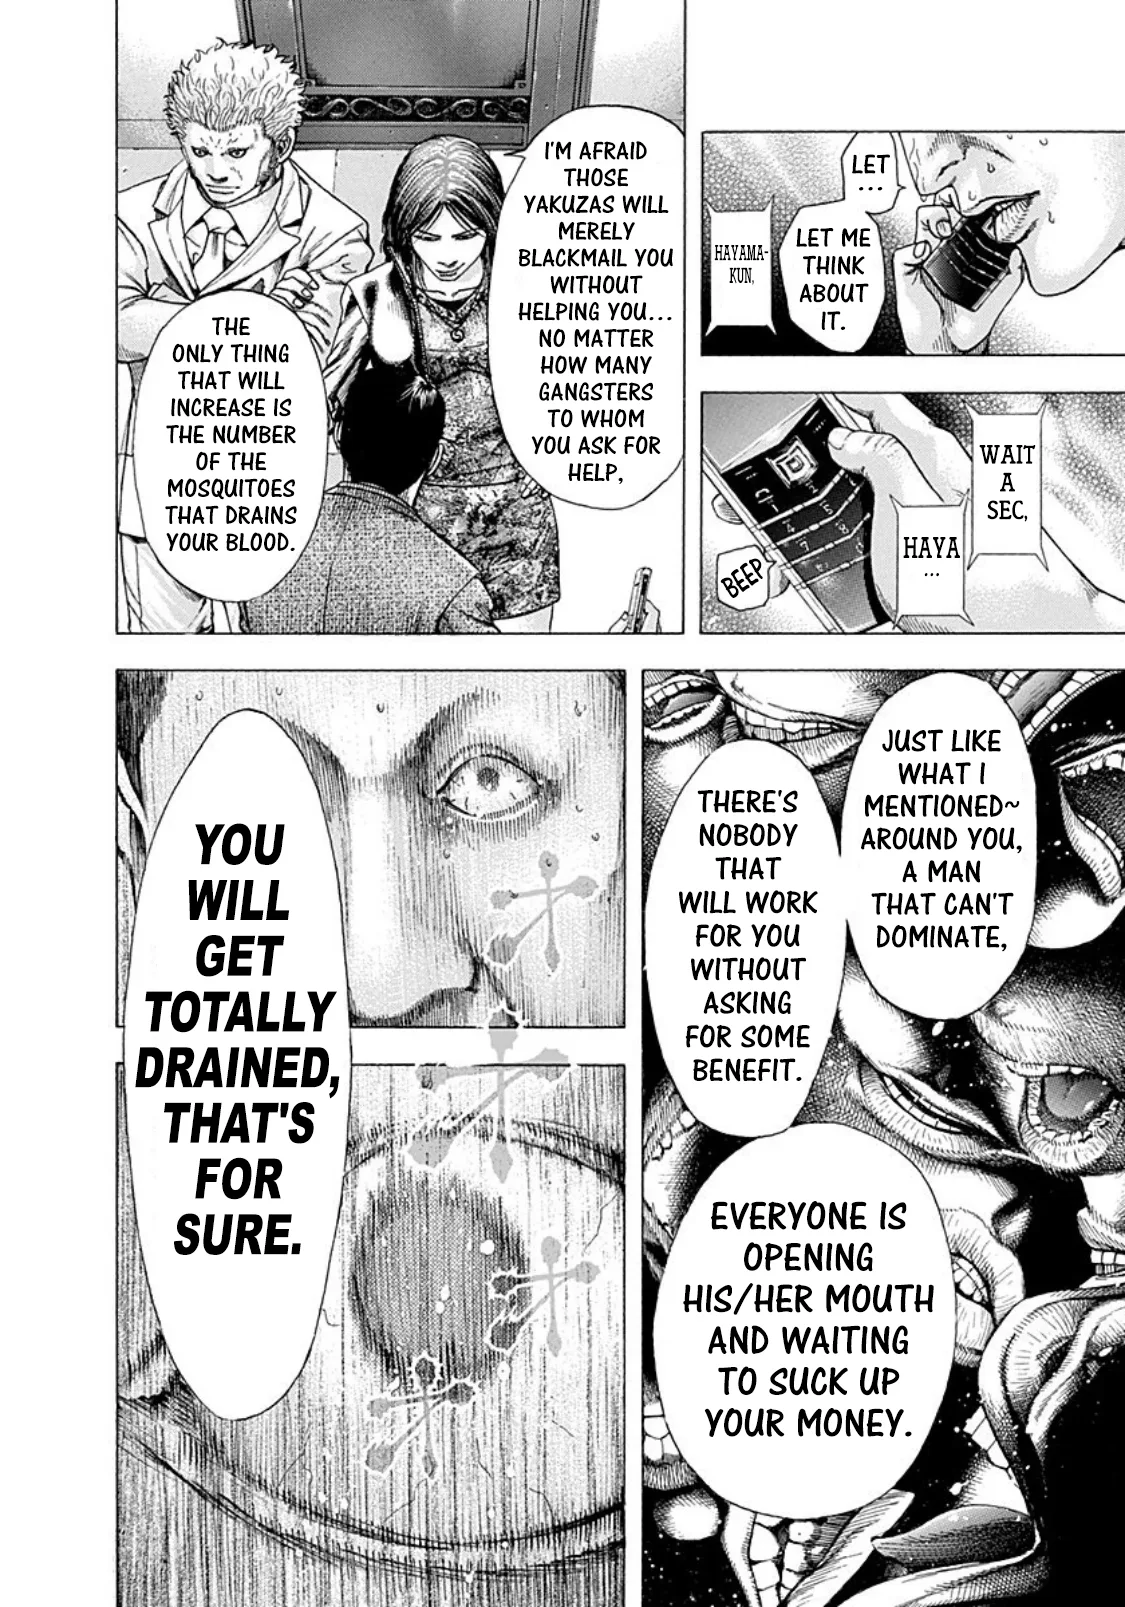 LET
...
LET ME
THINK
ABOUT
IT.
HAYAMA-
KUN,
WAIT
A
SEC,
HAYA
...
BEEP
I'M AFRAID
THOSE
YAKUZAS WILL
MERELY
BLACKMAIL YOU
WITHOUT
HELPING YOU...
NO MATTER
HOW MANY
GANGSTERS
TO WHOM
YOU ASK FOR
HELP,
THE
ONLY THING
THAT WILL
INCREASE IS
THE NUMBER
OF THE
MOSQUITOES
THAT DRAINS
YOUR BLOOD.
JUST LIKE
WHAT I
MENTIONED~
AROUND YOU,
A MAN
THAT CAN'T
DOMINATE,
THERE'S
NOBODY
THAT
WILL WORK
FOR YOU
WITHOUT
ASKING
FOR SOME
BENEFIT.
EVERYONE IS
OPENING
HIS/HER MOUTH
AND WAITING
TO SUCK UP
YOUR MONEY.
YOU
WILL
GET
TOTALLY
DRAINED,
THAT'S
FOR
SURE.